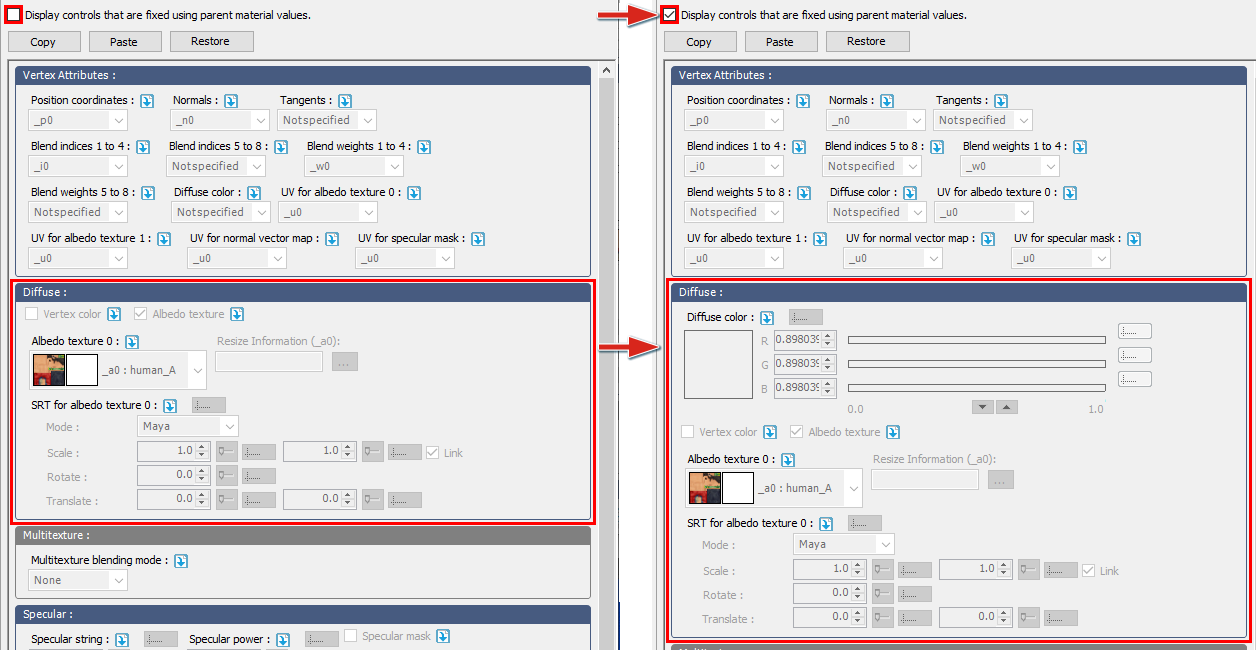 Display controls that are fixed using parent material values.
Copy Paste Restore
Vertex Attributes :
Position coordinates : Normals : Tangents :
_p0 _n0 Notspecified
Blend indices 1 to 4 : Blend indices 5 to 8 : Blend weights 1 to 4 :
_i0 Notspecified _w0
Blend weights 5 to 8 : Diffuse color : UV for albedo texture 0 :
Notspecified Notspecified _u0
UV for albedo texture 1 : UV for normal vector map : UV for specular mask :
_u0 _u0 _u0
Diffuse :
Vertex color Albedo texture
Albedo texture 0 : Resize Information (_a0):
_a0 : human_A ...
SRT for albedo texture 0 :
Mode : Maya
Scale : 1.0 1.0 Link
Rotate : 0.0
Translate : 0.0 0.0
Multitexture :
Multitexture blending mode :
None
Specular :
Specular string : Specular power : Specular mask
Display controls that are fixed using parent material values.
Copy Paste Restore
Vertex Attributes :
Position coordinates : Normals : Tangents :
_p0 _n0 Notspecified
Blend indices 1 to 4 : Blend indices 5 to 8 : Blend weights 1 to 4 :
_i0 Notspecified _w0
Blend weights 5 to 8 : Diffuse color : UV for albedo texture 0 :
Notspecified Notspecified _u0
UV for albedo texture 1 : UV for normal vector map : UV for specular mask :
_u0 _u0 _u0
Diffuse :
Diffuse color :
R 0.898039
G 0.898039
B 0.898039
0.0 1.0
Vertex color Albedo texture
Albedo texture 0 : Resize Information (_a0):
_a0 : human_A ...
SRT for albedo texture 0 :
Mode : Maya
Scale : 1.0 1.0 Link
Rotate : 0.0
Translate : 0.0 0.0